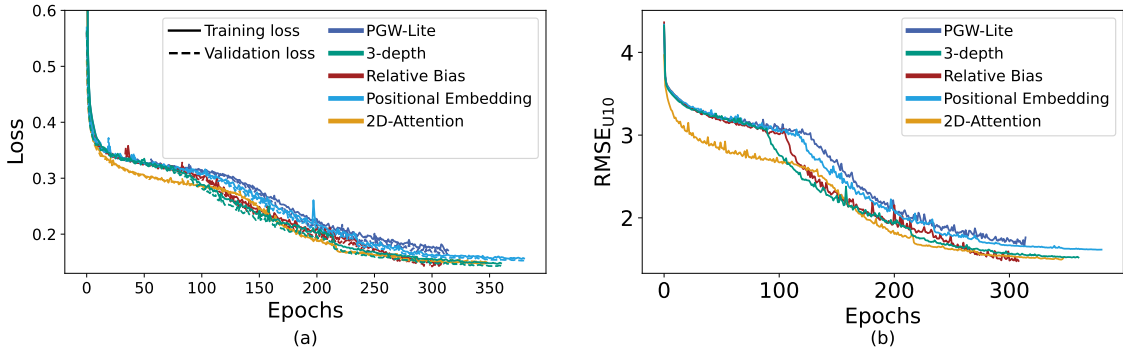 0.6
0.5
0.4
0.3
0.2
Loss
Training loss
Validation loss
PGW-Lite
3-depth
Relative Bias
Positional Embedding
2D-Attention
0 50 100 150 200 250 300 350
Epochs
(a)
4
3
2
RMSE_U10
PGW-Lite
3-depth
Relative Bias
Positional Embedding
2D-Attention
0 100 200 300
Epochs
(b)